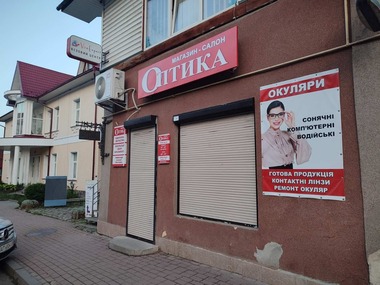 МАГАЗИН - САЛОН
ОПТИКА
ОКУЛЯРИ
СОНЯЧНІ
КОМП'ЮТЕРНІ
ВОДІЙСЬКІ
ГОТОВА ПРОДУКЦІЯ
КОНТАКТНІ ЛІНЗИ
РЕМОНТ ОКУЛЯР